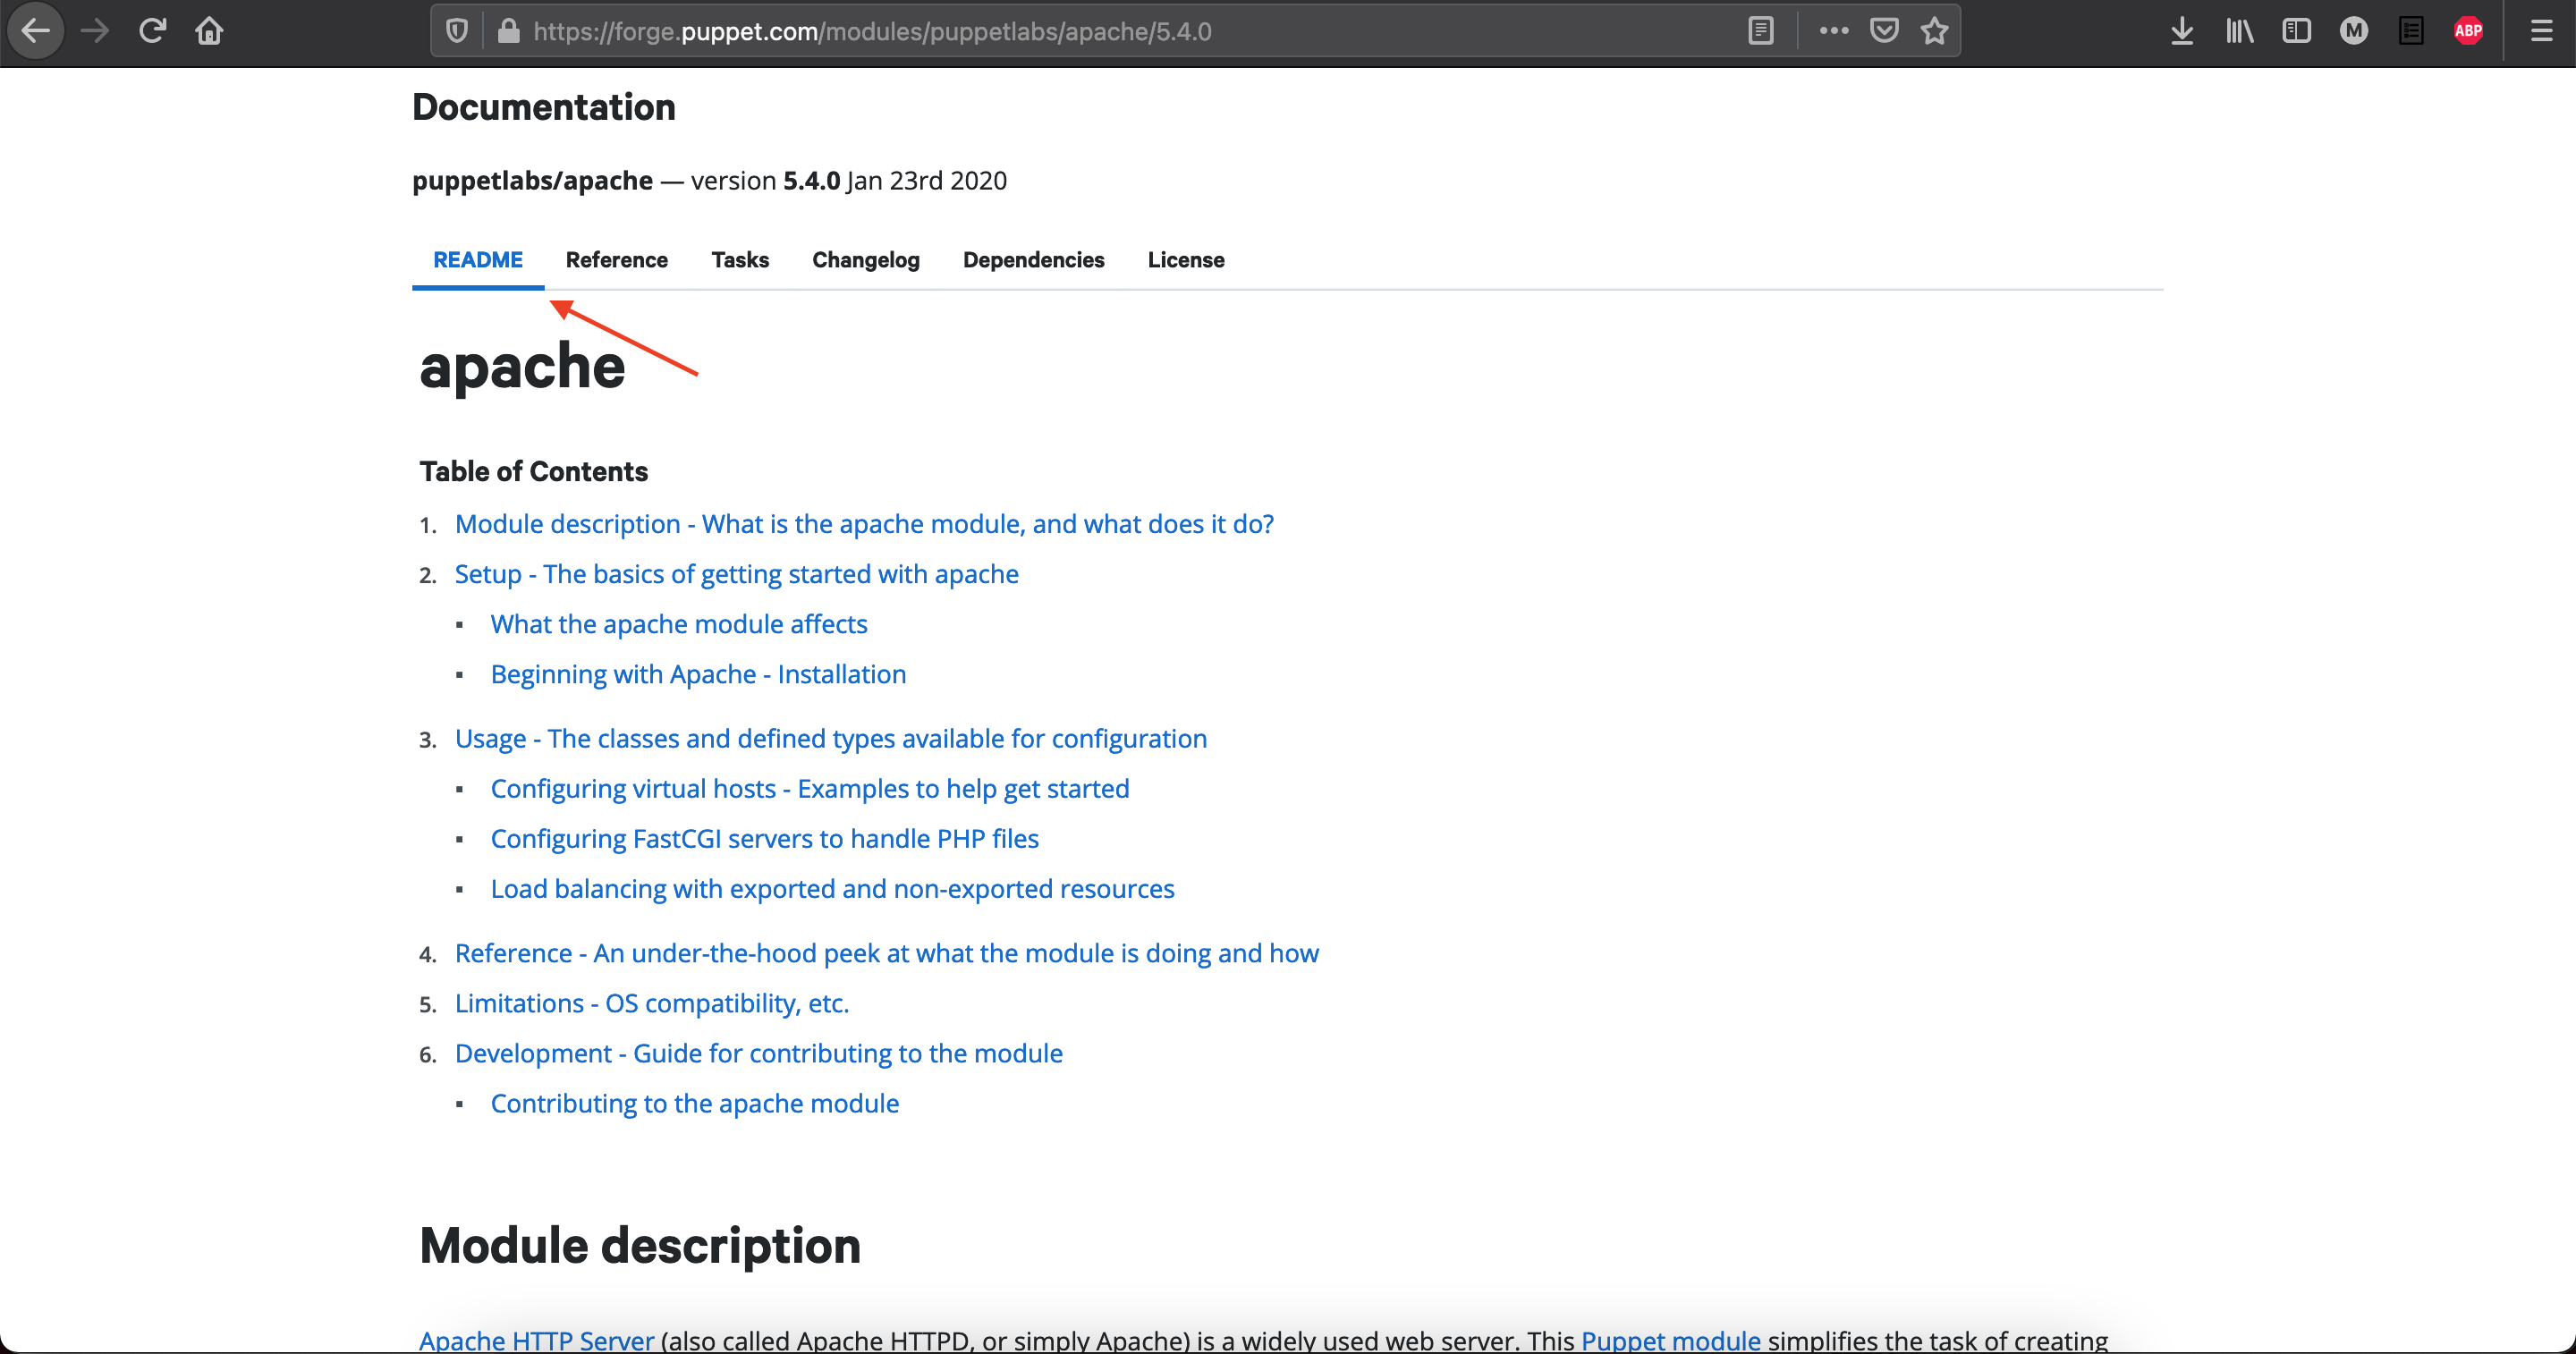 https://forge.puppet.com/modules/puppetlabs/apache/5.4.0
M
ABP
Documentation
puppetlabs/apache — version 5.4.0 Jan 23rd 2020
README Reference Tasks Changelog Dependencies License
apache
Table of Contents
1. Module description - What is the apache module, and what does it do?
2. Setup - The basics of getting started with apache
▪ What the apache module affects
▪ Beginning with Apache - Installation
3. Usage - The classes and defined types available for configuration
▪ Configuring virtual hosts - Examples to help get started
▪ Configuring FastCGI servers to handle PHP files
▪ Load balancing with exported and non-exported resources
4. Reference - An under-the-hood peek at what the module is doing and how
5. Limitations - OS compatibility, etc.
6. Development - Guide for contributing to the module
▪ Contributing to the apache module
Module description
Apache HTTP Server (also called Apache HTTPD, or simply Apache) is a widely used web server. This Puppet module simplifies the task of creating